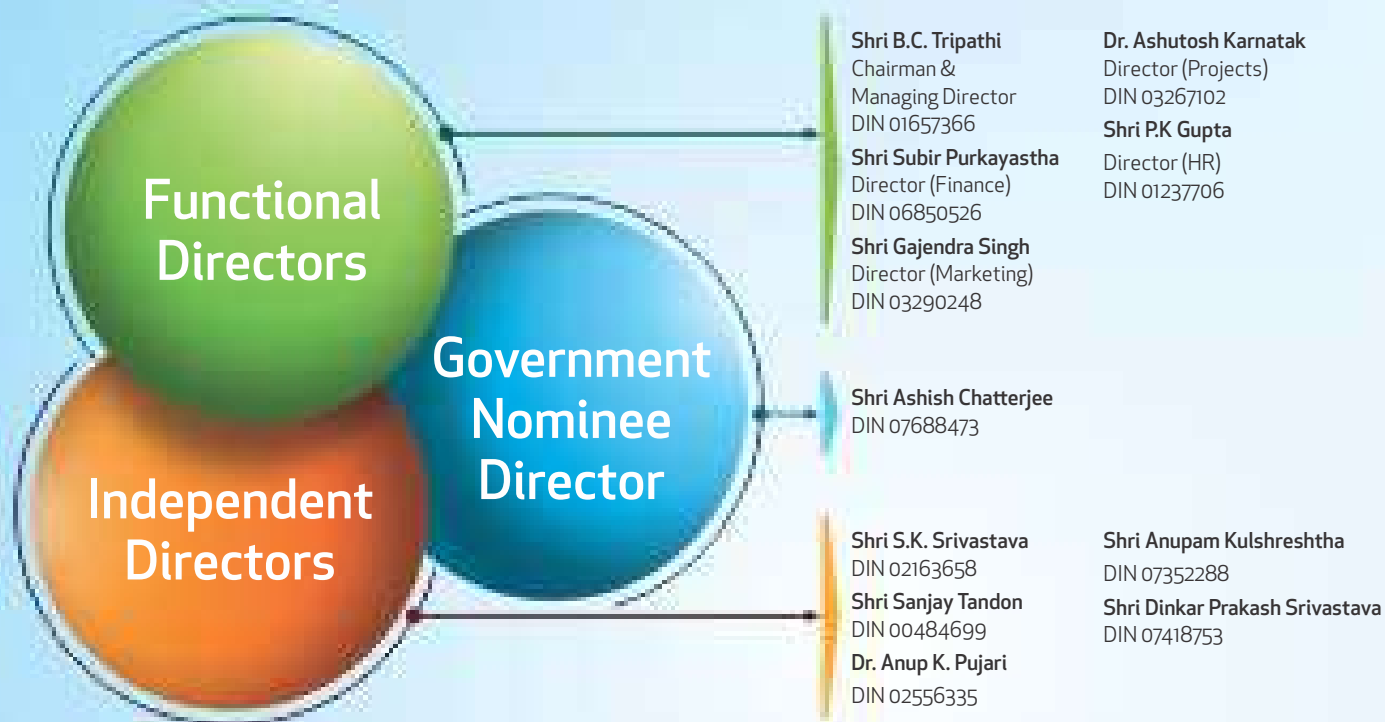 Functional
Directors
Shri B.C. Tripathi
Chairman &
Managing Director
DIN 01657366
Shri Subir Purkayastha
Director (Finance)
DIN 06850526
Shri Gajendra Singh
Director (Marketing)
DIN 03290248
Dr. Ashutosh Karnatak
Director (Projects)
DIN 03267102
Shri P.K Gupta
Director (HR)
DIN 01237706
Government
Nominee
Director
Shri Ashish Chatterjee
DIN 07688473
Independent
Directors
Shri S.K. Srivastava
DIN 02163658
Shri Sanjay Tandon
DIN 00484699
Dr. Anup K. Pujari
DIN 02556335
Shri Anupam Kulshreshtha
DIN 07352288
Shri Dinkar Prakash Srivastava
DIN 07418753